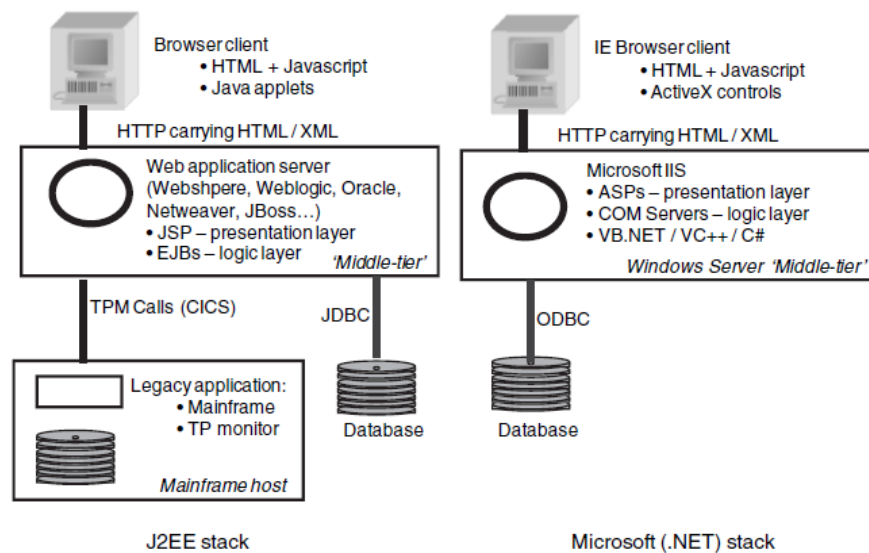 Browser client
• HTML + Javascript
• Java applets
HTTP carrying HTML / XML
Web application server
(Webshpere, Weblogic, Oracle,
Netweaver, JBoss…)
• JSP – presentation layer
• EJBs – logic layer
‘Middle-tier’
TPM Calls (CICS)
JDBC
Legacy application:
• Mainframe
• TP monitor
Mainframe host
Database
J2EE stack
IE Browser client
• HTML + Javascript
• ActiveX controls
HTTP carrying HTML / XML
Microsoft IIS
• ASPs – presentation layer
• COM Servers – logic layer
• VB.NET / VC++ / C#
Windows Server ‘Middle-tier’
ODBC
Database
Microsoft (.NET) stack